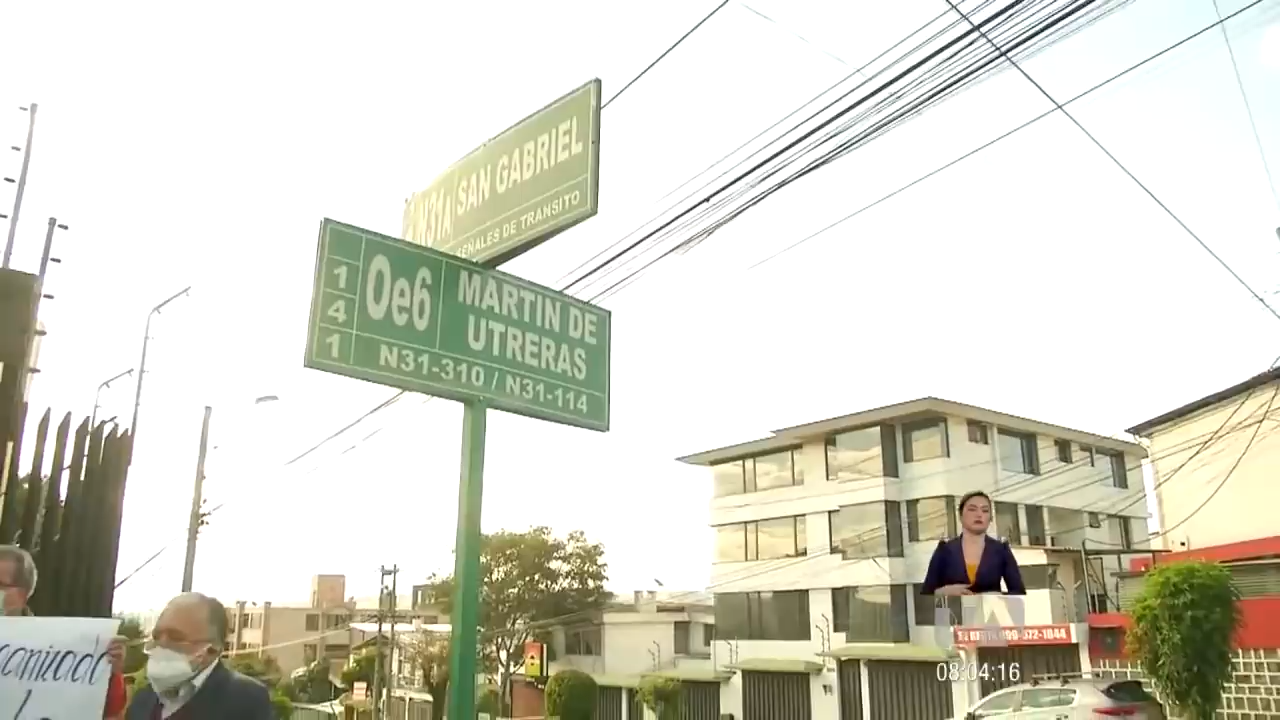 N31A SAN GABRIEL
SEÑALES DE TRANSITO
1
4
1
Oe6
MARTIN DE
UTRERAS
N31-310 / N31-114
08:04:16